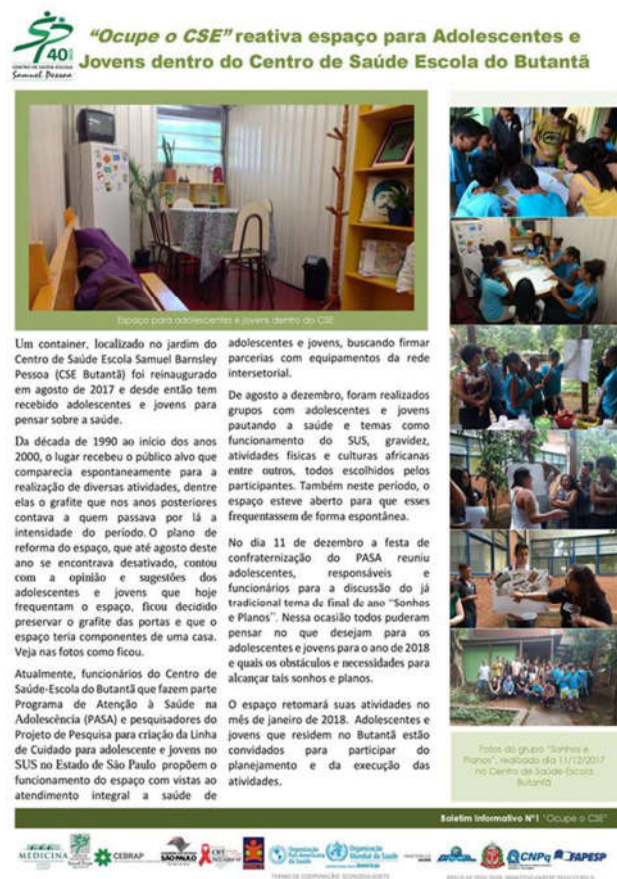 40
CENTRO DE SAÚDE ESCOLA
Samuel Pessoa
"Ocupe o CSE" reativa espaço para Adolescentes e
Jovens dentro do Centro de Saúde Escola do Butantã
Espaço para adolescentes e jovens dentro do CSE
Um container, localizado no jardim do
Centro de Saúde Escola Samuel Barnsley
Pessoa (CSE Butantã) foi reinaugurado
em agosto de 2017 e desde então tem
recebido adolescentes e jovens para
pensar sobre a saúde.
Da década de 1990 ao início dos anos
2000, o lugar recebeu o público alvo que
comparecia espontaneamente para a
realização de diversas atividades, dentre
elas o grafite que nos anos posteriores
contava a quem passava por lá a
intensidade do período. O plano de
reforma do espaço, que até agosto deste
ano se encontrava desativado, contou
com a opinião e sugestões dos
adolescentes e jovens que hoje
frequentam o espaço, ficou decidido
preservar o grafite das portas e que o
espaço teria componentes de uma casa.
Veja nas fotos como ficou.
Atualmente, funcionários do Centro de
Saúde-Escola do Butantã que fazem parte
Programa de Atenção à Saúde na
Adolescência (PASA) e pesquisadores do
Projeto de Pesquisa para criação da Linha
de Cuidado para adolescente e jovens no
SUS no Estado de São Paulo propõem o
funcionamento do espaço com vistas ao
atendimento integral a saúde de
adolescentes e jovens, buscando firmar
parcerias com equipamentos da rede
intersetorial.
De agosto a dezembro, foram realizados
grupos com adolescentes e jovens
pautando a saúde e temas como
funcionamento do SUS, gravidez,
atividades físicas e culturas africanas
entre outros, todos escolhidos pelos
participantes. Também neste período, o
espaço esteve aberto para que esses
frequentassem de forma espontânea.
No dia 11 de dezembro a festa de
confraternização do PASA reuniu
adolescentes, responsáveis e
funcionários para a discussão do já
tradicional tema de final de ano "Sonhos
e Planos". Nessa ocasião todos puderam
pensar no que desejam para os
adolescentes e jovens para o ano de 2018
e quais os obstáculos e necessidades para
alcançar tais sonhos e planos.
O espaço retomará suas atividades no
mês de janeiro de 2018. Adolescentes e
jovens que residem no Butantã estão
convidados para participar do
planejamento e da execução das
atividades.
Fotos do grupo "Sonhos e
Planos", realizado dia 11/12/2017
no Centro de Saúde-Escola
Butantã
Boletim Informativo Nº1 "Ocupe o CSE"
MEDICINA
CEBRAP
SÃO PAULO
CRT
Organização
Pan-Americana
da Saúde
Organização
Mundial da Saúde
Américas
CNPq
FAPESP